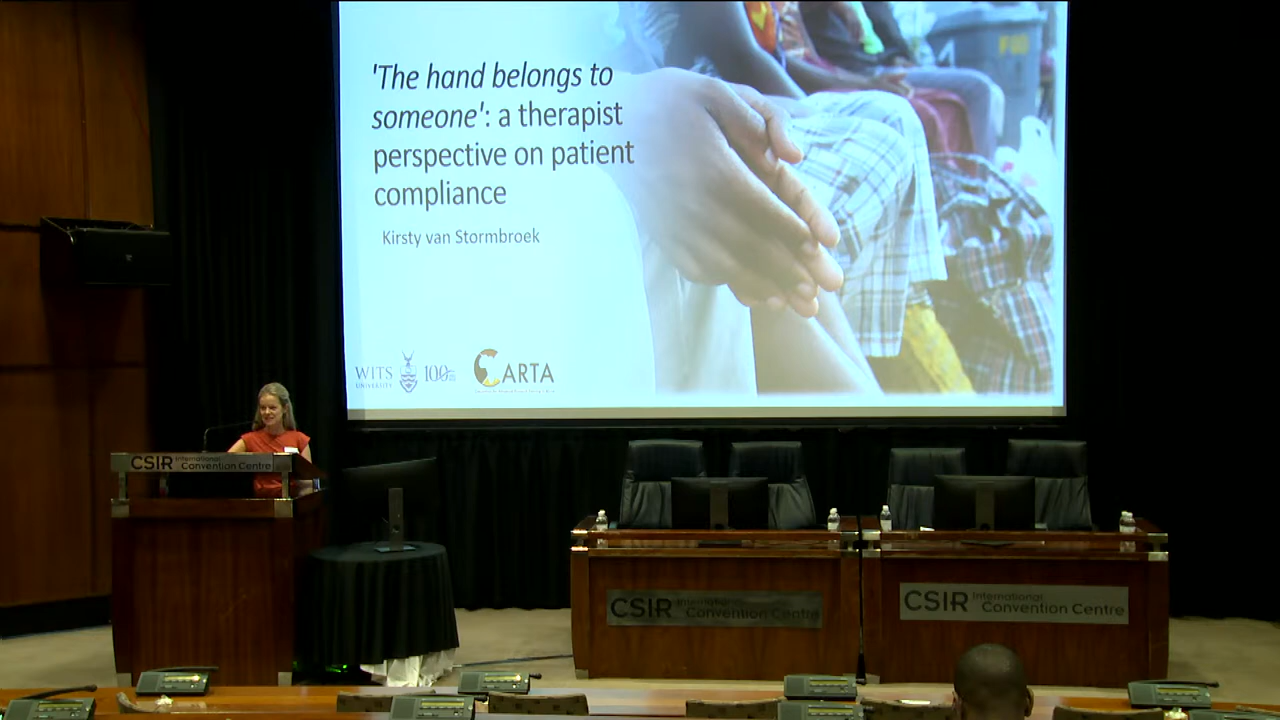 'The hand belongs to
someone': a therapist
perspective on patient
compliance
Kirsty van Stormbroek
WITS
UNIVERSITY
100
CARTA
CSIR International
Convention Centre
CSIR International
Convention Centre
CSIR International
Convention Centre